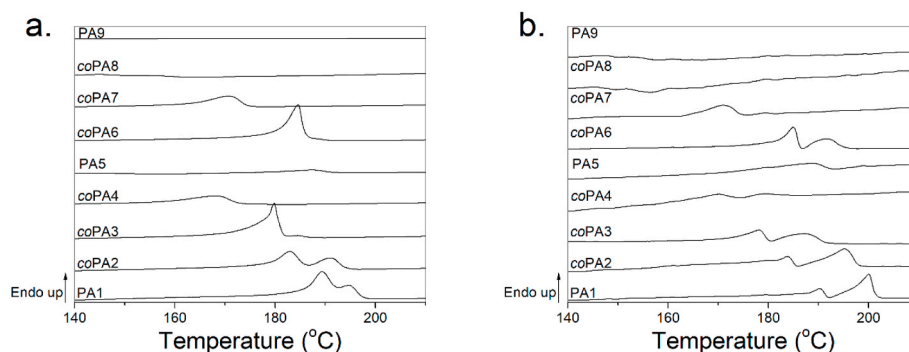 a.
PA9
coPA8
coPA7
coPA6
PA5
coPA4
coPA3
coPA2
Endo up
PA1
140 160 180 200
Temperature (°C)
b.
PA9
coPA8
coPA7
coPA6
PA5
coPA4
coPA3
coPA2
Endo up
PA1
140 160 180 200
Temperature (°C)